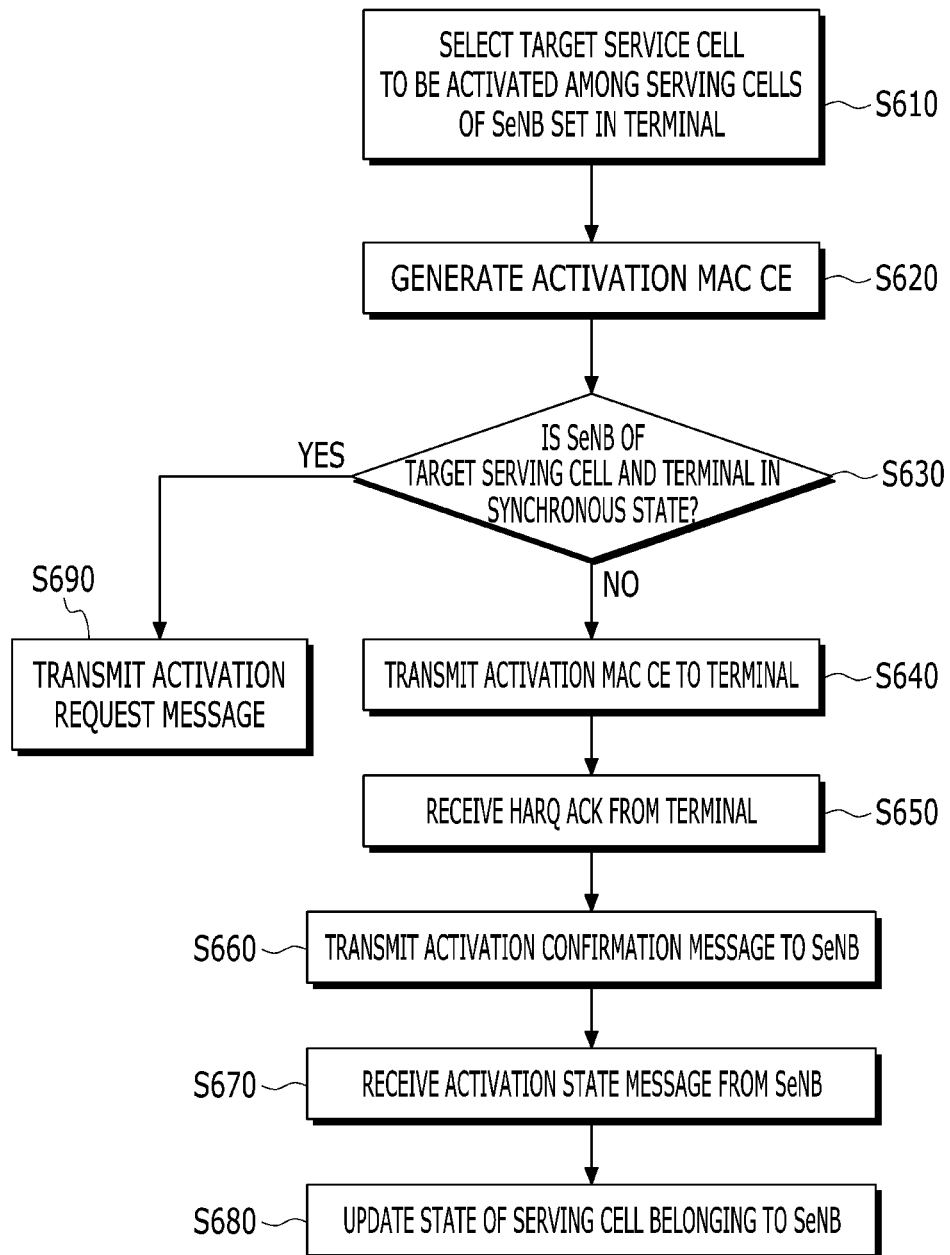 SELECT TARGET SERVICE CELL
TO BE ACTIVATED AMONG SERVING CELLS
OF SeNB SET IN TERMINAL
S610
GENERATE ACTIVATION MAC CE
S620
IS SeNB OF
TARGET SERVING CELL AND TERMINAL IN
SYNCHRONOUS STATE?
S630
YES
NO
S690
TRANSMIT ACTIVATION
REQUEST MESSAGE
TRANSMIT ACTIVATION MAC CE TO TERMINAL
S640
RECEIVE HARQ ACK FROM TERMINAL
S650
S660
TRANSMIT ACTIVATION CONFIRMATION MESSAGE TO SeNB
S670
RECEIVE ACTIVATION STATE MESSAGE FROM SeNB
S680
UPDATE STATE OF SERVING CELL BELONGING TO SeNB